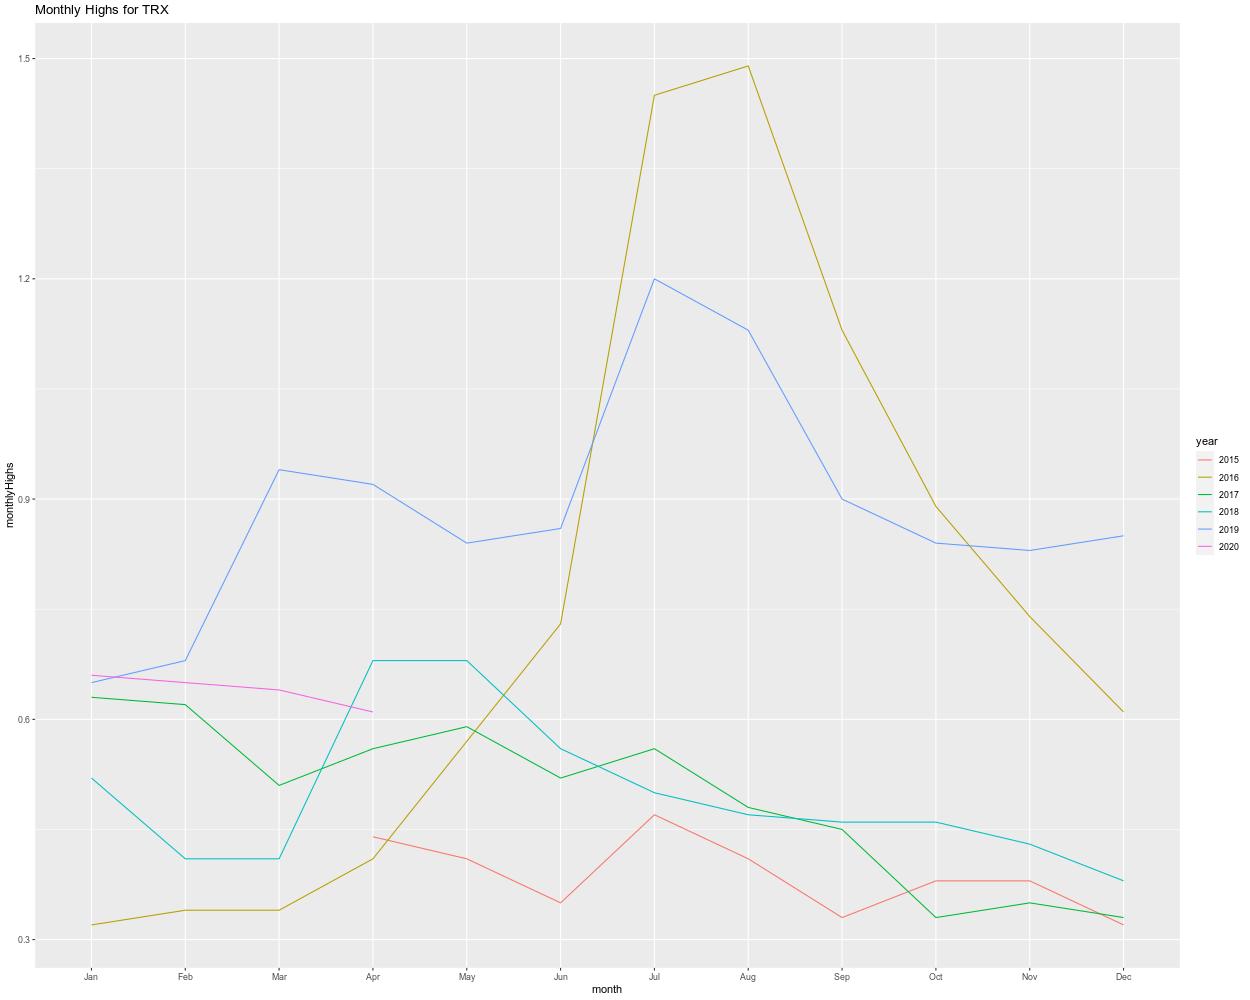 Monthly Highs for TRX
monthlyHighs
1.5
1.2
0.9
0.6
0.3
Jan Feb Mar Apr May Jun Jul Aug Sep Oct Nov Dec
month
year
2015
2016
2017
2018
2019
2020